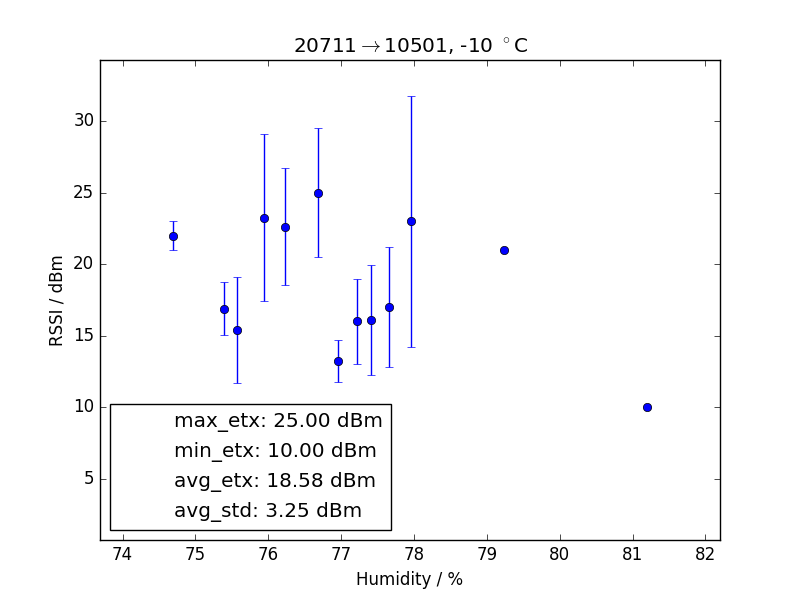 20711→10501, -10 °C
30
25
20
15
10
5
RSSI / dBm
max_etx: 25.00 dBm
min_etx: 10.00 dBm
avg_etx: 18.58 dBm
avg_std: 3.25 dBm
74 75 76 77 78 79 80 81 82
Humidity / %